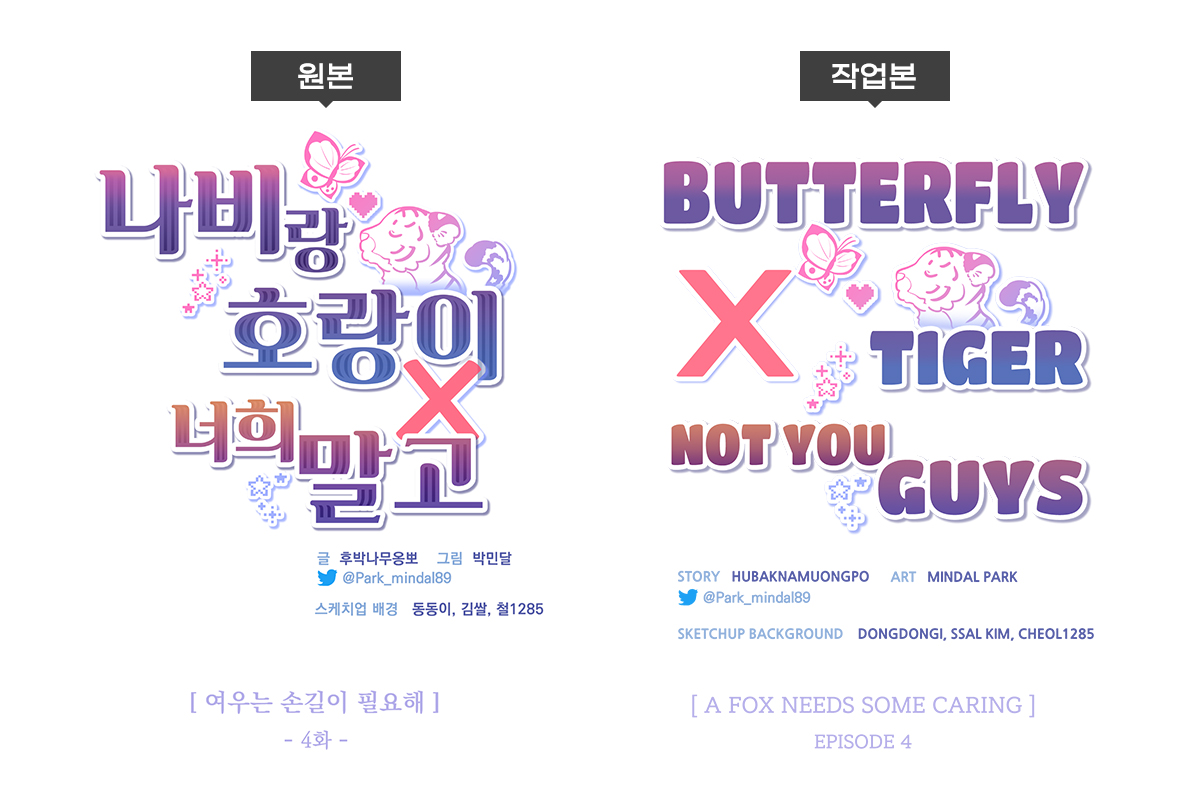 원본
나비랑
호랑이
X
너희
말고
글 후박나무옹뽀 그림 박민달
@Park_mindal89
스케치업 배경 동동이, 김쌀, 철1285
[ 여우는 손길이 필요해 ]
- 4화 -
작업본
BUTTERFLY
X
TIGER
NOT YOU
GUYS
STORY HUBAKNAMUONGPO ART MINDAL PARK
@Park_mindal89
SKETCHUP BACKGROUND DONGDONGI, SSAL KIM, CHEOL1285
[ A FOX NEEDS SOME CARING ]
EPISODE 4